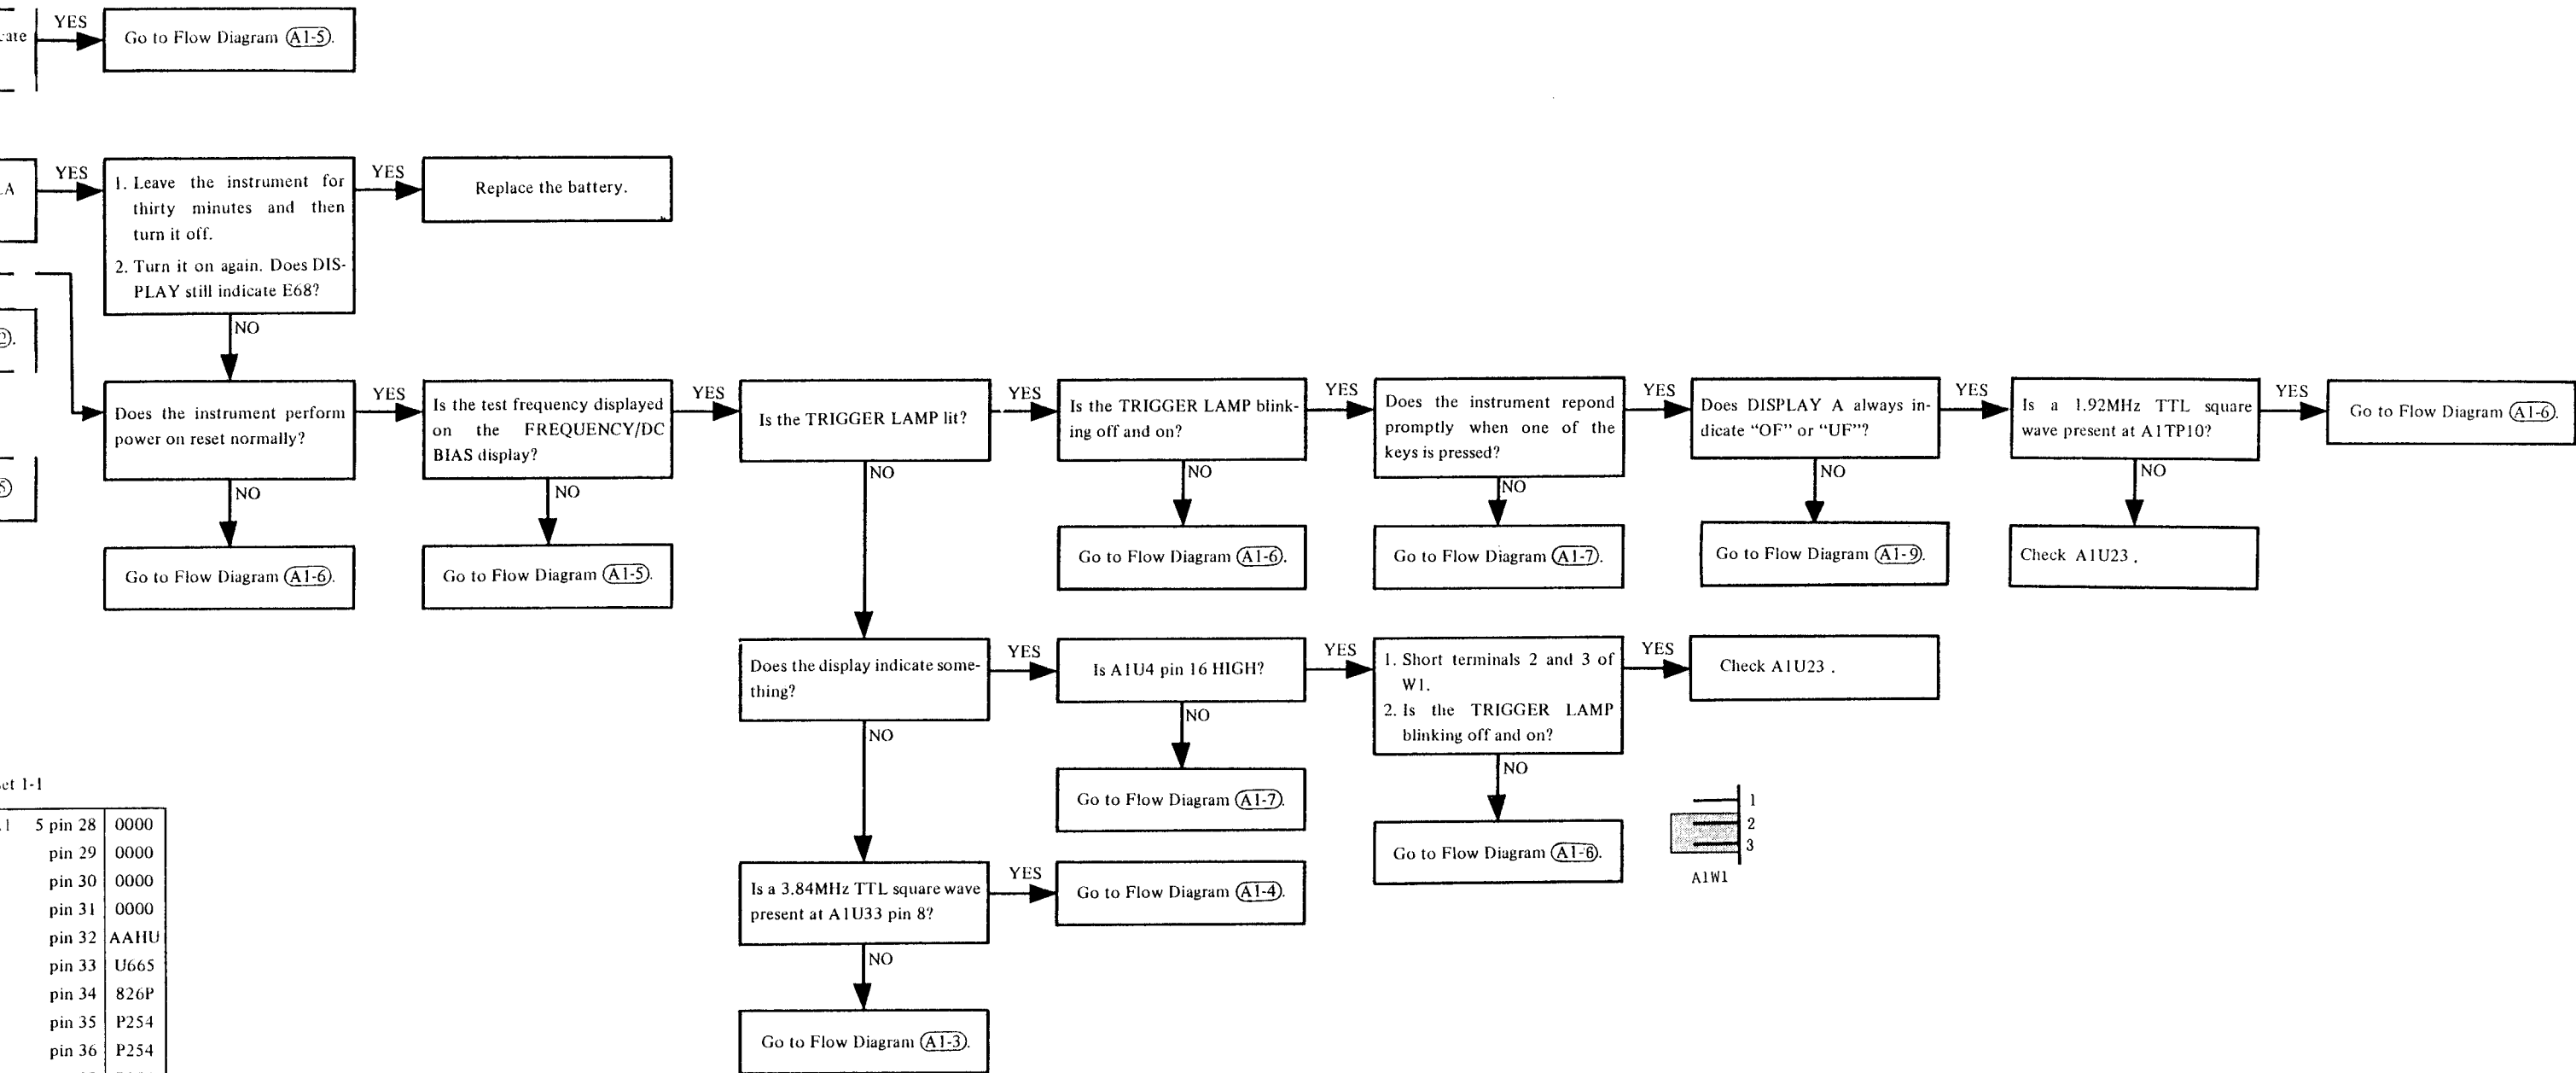 YES
Go to Flow Diagram (A1-5).
YES
1. Leave the instrument for
thirty minutes and then
turn it off.
2. Turn it on again. Does DIS-
PLAY still indicate E68?
YES
Replace the battery.
NO
Does the instrument perform
power on reset normally?
YES
Is the test frequency displayed
on the FREQUENCY/DC
BIAS display?
YES
Is the TRIGGER LAMP lit?
YES
Is the TRIGGER LAMP blink-
ing off and on?
YES
Does the instrument repond
promptly when one of the
keys is pressed?
YES
Does DISPLAY A always in-
dicate “OF” or “UF”?
YES
Is a 1.92MHz TTL square
wave present at A1TP10?
YES
Go to Flow Diagram (A1-6).
NO
Go to Flow Diagram (A1-6).
NO
Go to Flow Diagram (A1-5).
NO
NO
Go to Flow Diagram (A1-6).
NO
Go to Flow Diagram (A1-7).
NO
Go to Flow Diagram (A1-9).
NO
Check A1U23 .
Does the display indicate some-
thing?
YES
Is A1U4 pin 16 HIGH?
YES
1. Short terminals 2 and 3 of
W1.
2. Is the TRIGGER LAMP
blinking off and on?
YES
Check A1U23 .
NO
NO
Go to Flow Diagram (A1-7).
NO
Go to Flow Diagram (A1-6).
1
2
3
A1W1
Is a 3.84MHz TTL square wave
present at A1U33 pin 8?
YES
Go to Flow Diagram (A1-4).
NO
Go to Flow Diagram (A1-3).
1-1
5 pin 28 0000
pin 29 0000
pin 30 0000
pin 31 0000
pin 32 AAHU
pin 33 U665
pin 34 826P
pin 35 P254
pin 36 P254